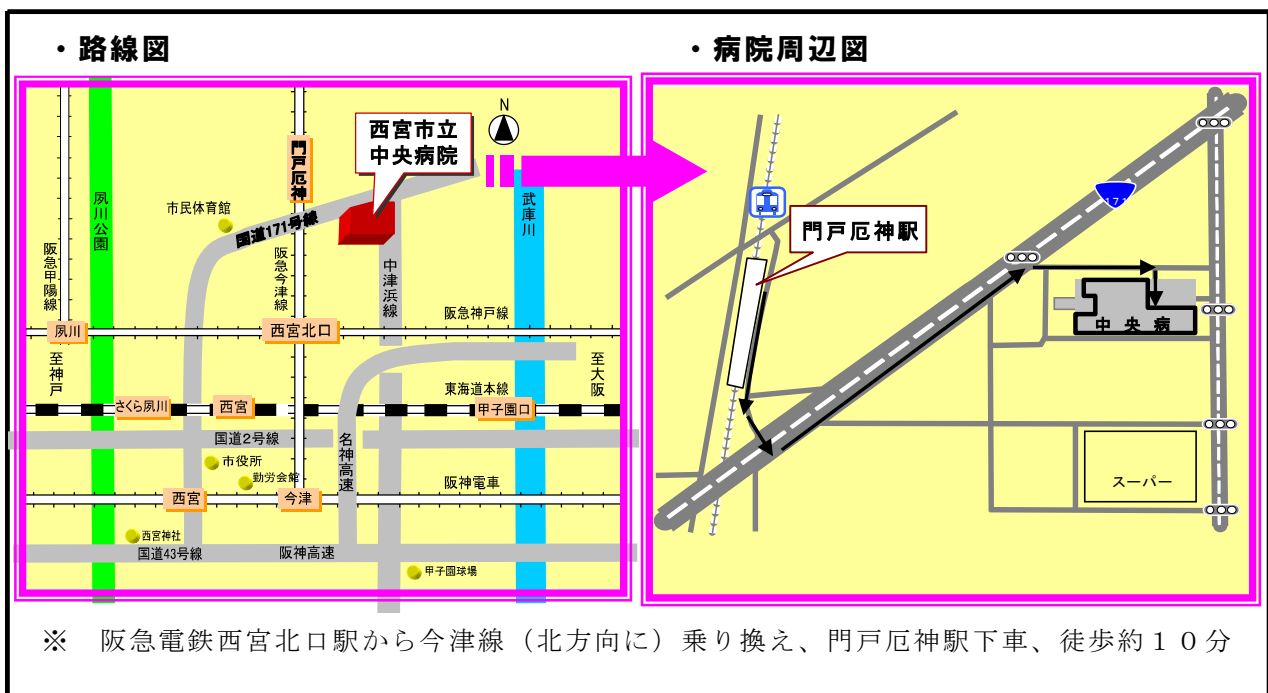 ・路線図
・病院周辺図
N
西宮市立
中央病院
門戸厄神
夙川公園
市民体育館
国道171号線
武庫川
阪急甲陽線
阪急今津線
中津浜線
阪急神戸線
夙川
西宮北口
至神戸
至大阪
東海道本線
さくら夙川
西宮
甲子園口
国道2号線
名神高速
市役所
勤労会館
阪神電車
西宮
今津
西宮神社
国道43号線
阪神高速
甲子園球場
171
門戸厄神駅
中央病
スーパー
※ 阪急電鉄西宮北口駅から今津線(北方向に)乗り換え、門戸厄神駅下車、徒歩約10分